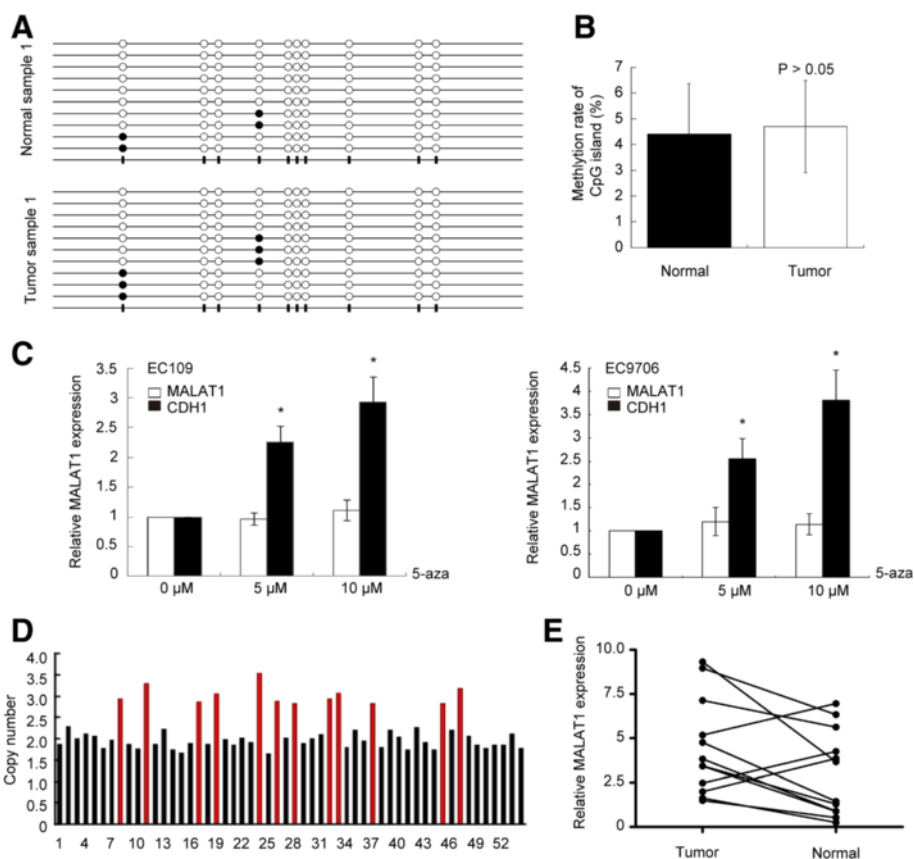 A
Normal sample 1
Tumor sample 1
B
Methlytion rate of
CpG island (%)
7
6
5
4
3
2
1
0
P > 0.05
Normal
Tumor
C
Relative MALAT1 expression
3.5
3
2.5
2
1.5
1
0.5
0
EC109
MALAT1
CDH1
*
*
0 µM
5 µM
10 µM
5-aza
Relative MALAT1 expression
4.5
4
3.5
3
2.5
2
1.5
1
0.5
0
EC9706
MALAT1
CDH1
*
*
0 µM
5 µM
10 µM
5-aza
D
Copy number
4.0
3.5
3.0
2.5
2.0
1.5
1.0
0.5
0
1 4 7 10 13 16 19 22 25 28 31 34 37 40 43 46 49 52
E
Relative MALAT1 expression
10.0
7.5
5.0
2.5
0
Tumor
Normal